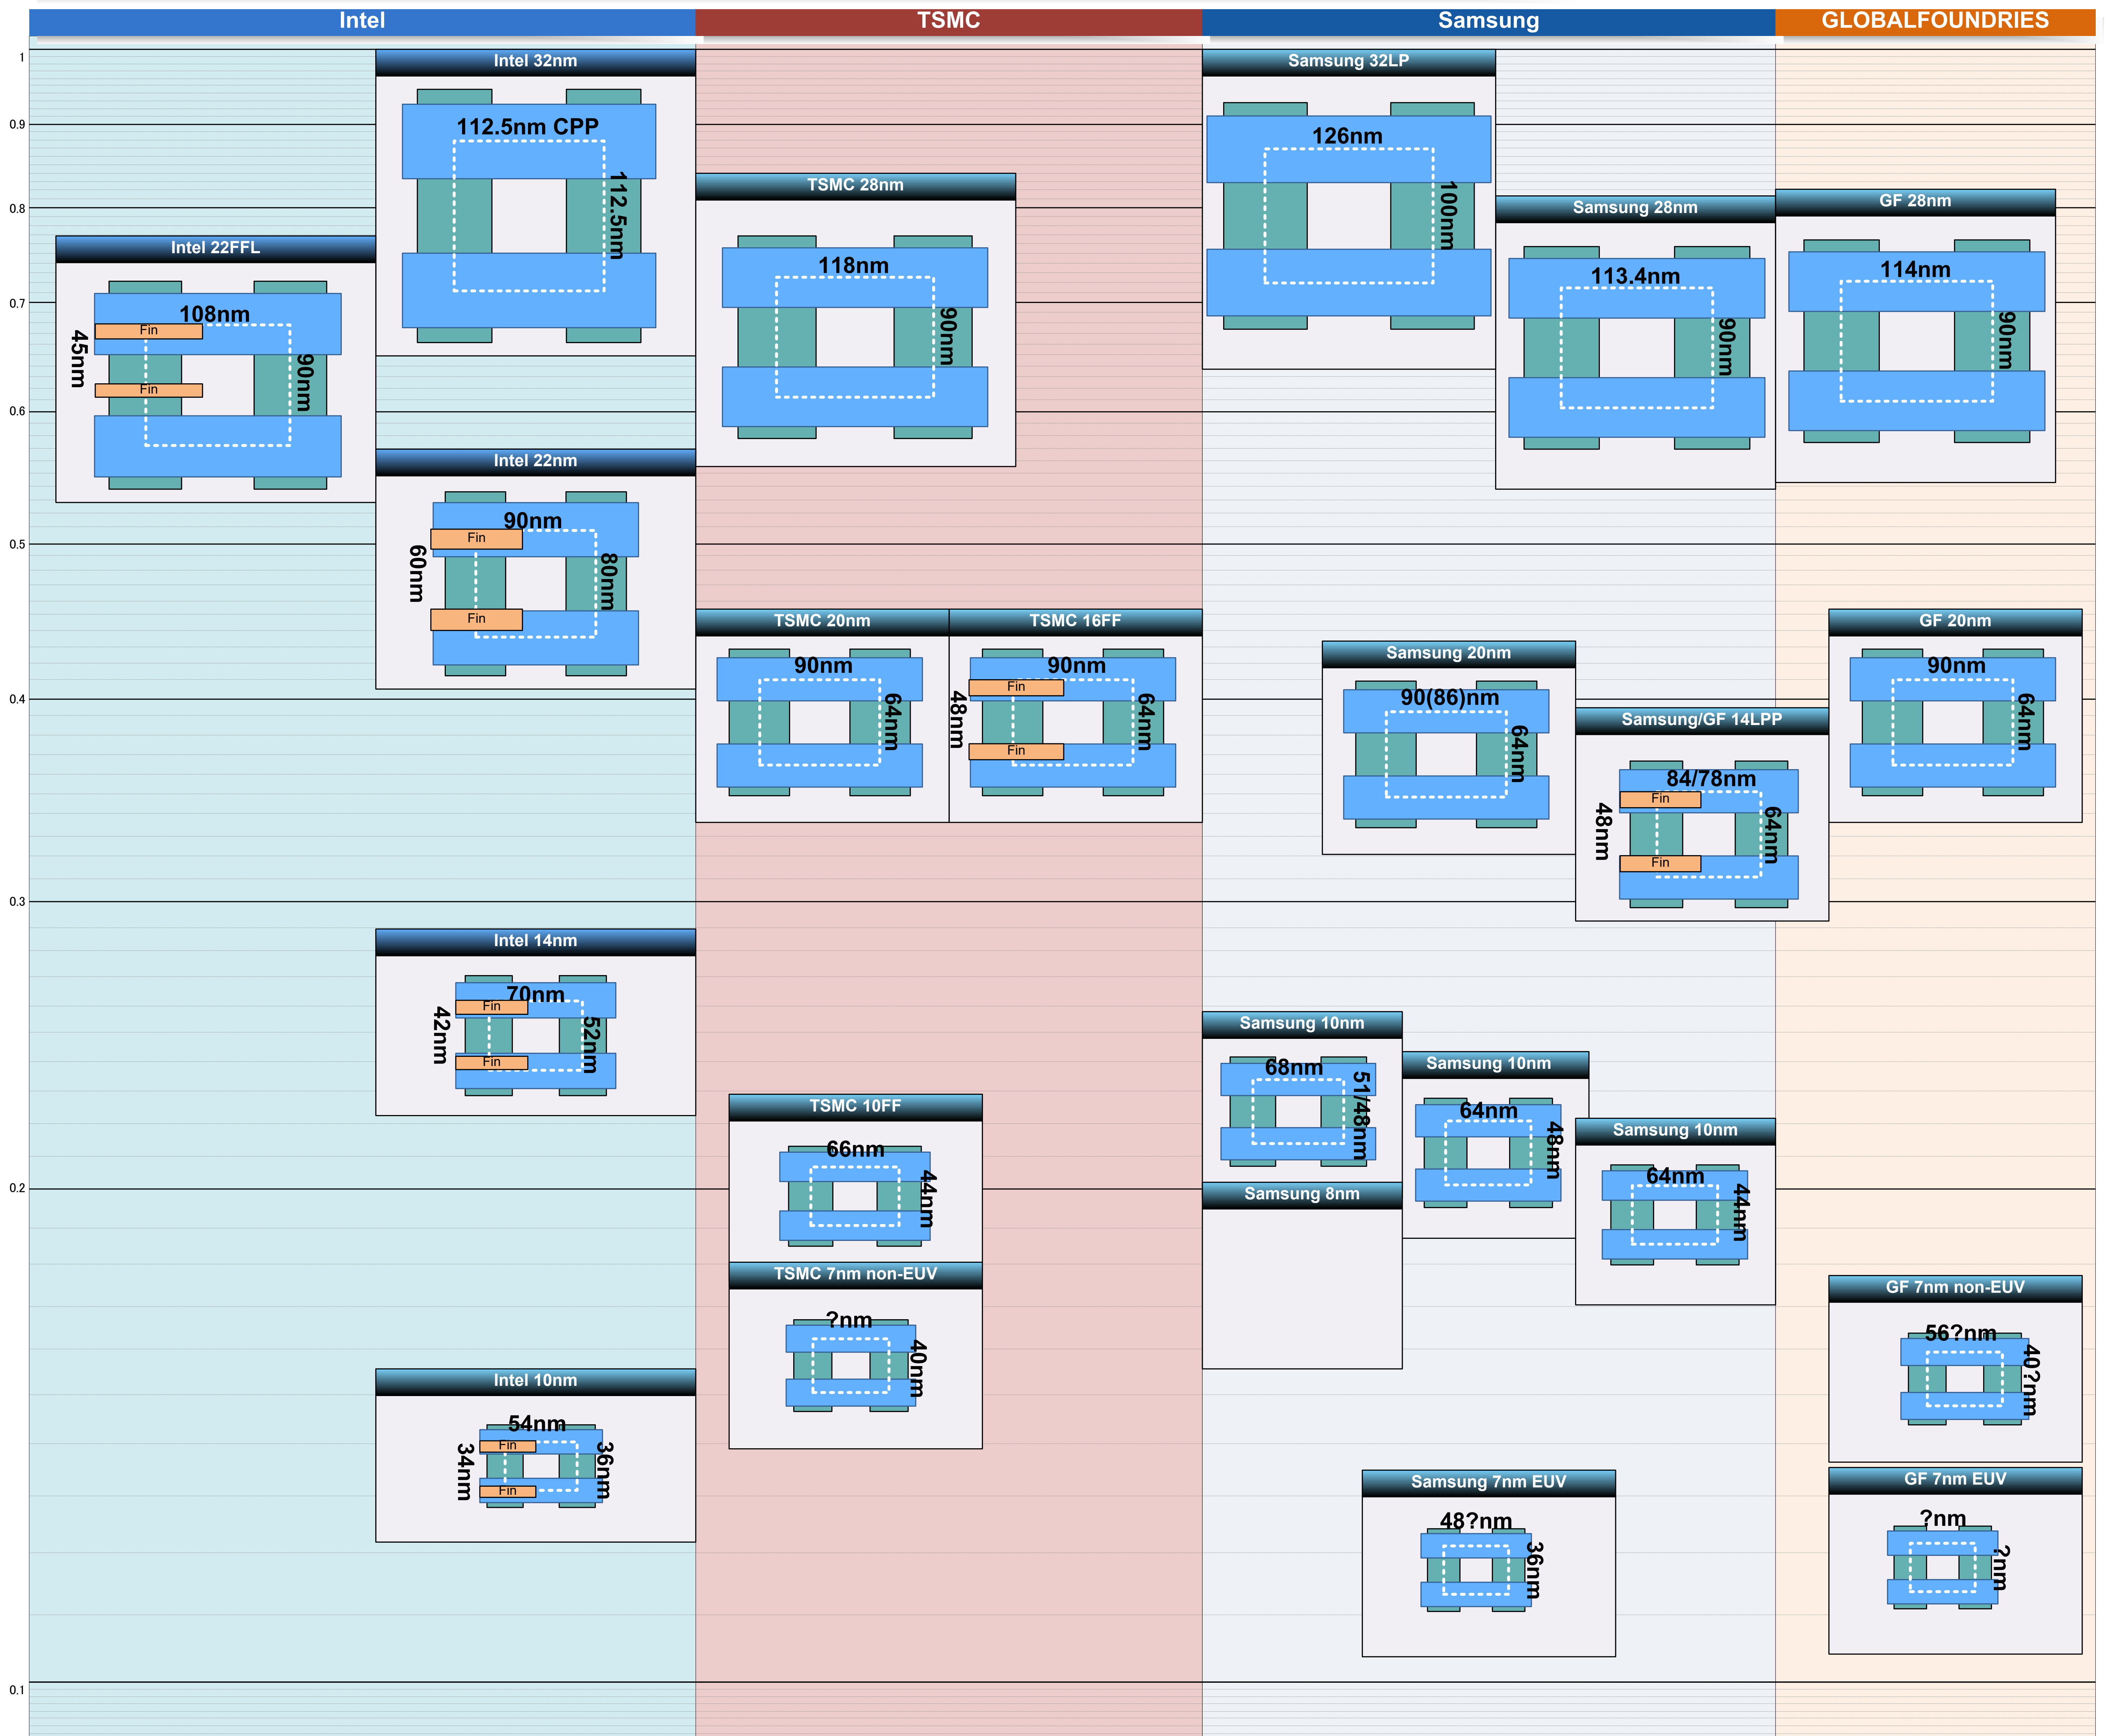 Intel
TSMC
Samsung
GLOBALFOUNDRIES
1
0.9
0.8
0.7
0.6
0.5
0.4
0.3
0.2
0.1
Intel 32nm
112.5nm CPP
112.5nm
Intel 22FFL
108nm
Fin
Fin
45nm
90nm
Intel 22nm
90nm
Fin
Fin
60nm
80nm
Intel 14nm
70nm
Fin
Fin
42nm
52nm
Intel 10nm
54nm
Fin
Fin
34nm
36nm
TSMC 28nm
118nm
90nm
TSMC 20nm
90nm
64nm
TSMC 16FF
90nm
Fin
Fin
48nm
64nm
TSMC 10FF
66nm
44nm
TSMC 7nm non-EUV
?nm
40nm
Samsung 32LP
126nm
100nm
Samsung 28nm
113.4nm
90nm
Samsung 20nm
90(86)nm
64nm
Samsung/GF 14LPP
84/78nm
Fin
Fin
48nm
64nm
Samsung 10nm
68nm
51/48nm
Samsung 10nm
64nm
48nm
Samsung 10nm
64nm
44nm
Samsung 8nm
Samsung 7nm EUV
48?nm
36nm
GF 28nm
114nm
90nm
GF 20nm
90nm
64nm
GF 7nm non-EUV
56?nm
40?nm
GF 7nm EUV
?nm
?nm